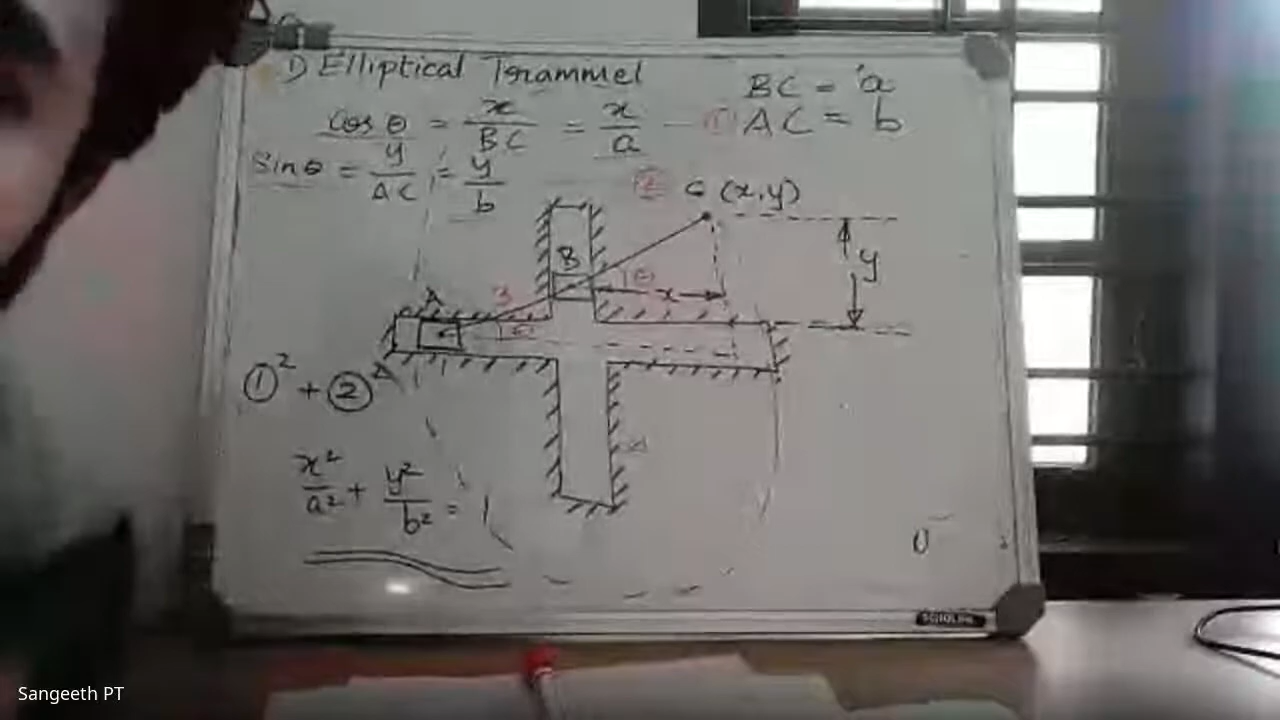 1) Elliptical Trammel
BC = a
cos θ = x/BC = x/a — ① AC = b
Sin θ = y/AC = y/b
②
C (x,y)
B
θ
x
y
A
3
θ
4
①² + ②²
x²/a² + y²/b² = 1
Sangeeth PT